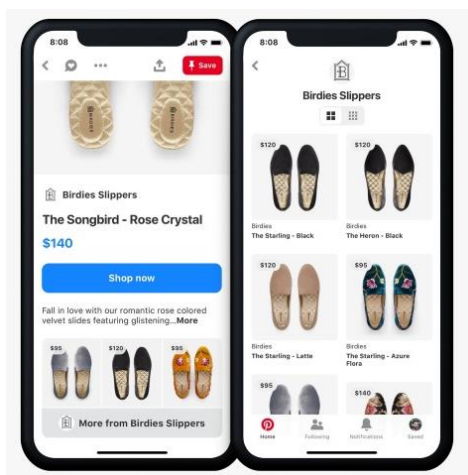 8:08
Save
BIRDIES
BIRDIES
Birdies Slippers
The Songbird - Rose Crystal
$140
Shop now
Fall in love with our romantic rose colored
velvet slides featuring glistening...More
$95
$120
$95
More from Birdies Slippers
8:08
B
Birdies Slippers
$120
$120
Birdies
The Starling - Black
Birdies
The Heron - Black
$120
$95
Birdies
The Starling - Latte
Birdies
The Starling - Azure
Flora
$95
$140
Home
Following
Notifications
Saved